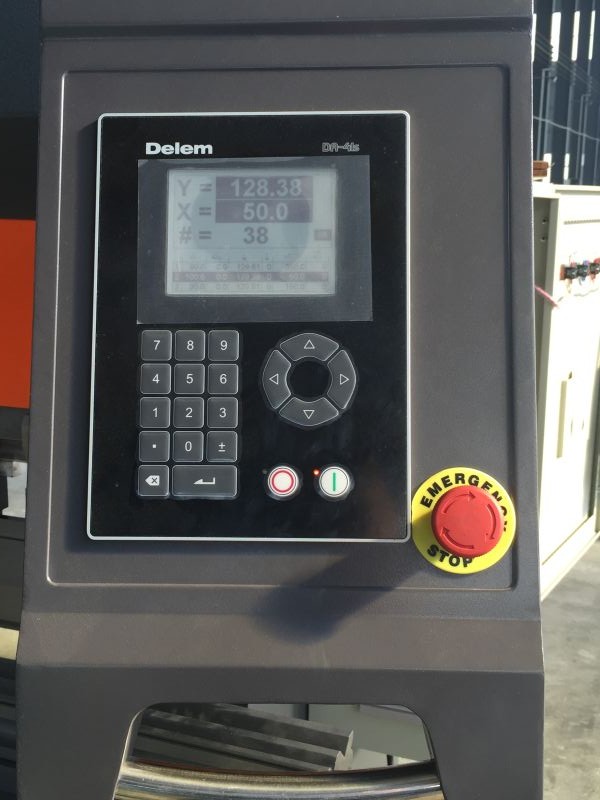 Delem DA-41s
Y = 128.38
X = 50.0
# = 38
7 8 9
4 5 6
1 2 3
. 0 ±
EMERGENCY
STOP